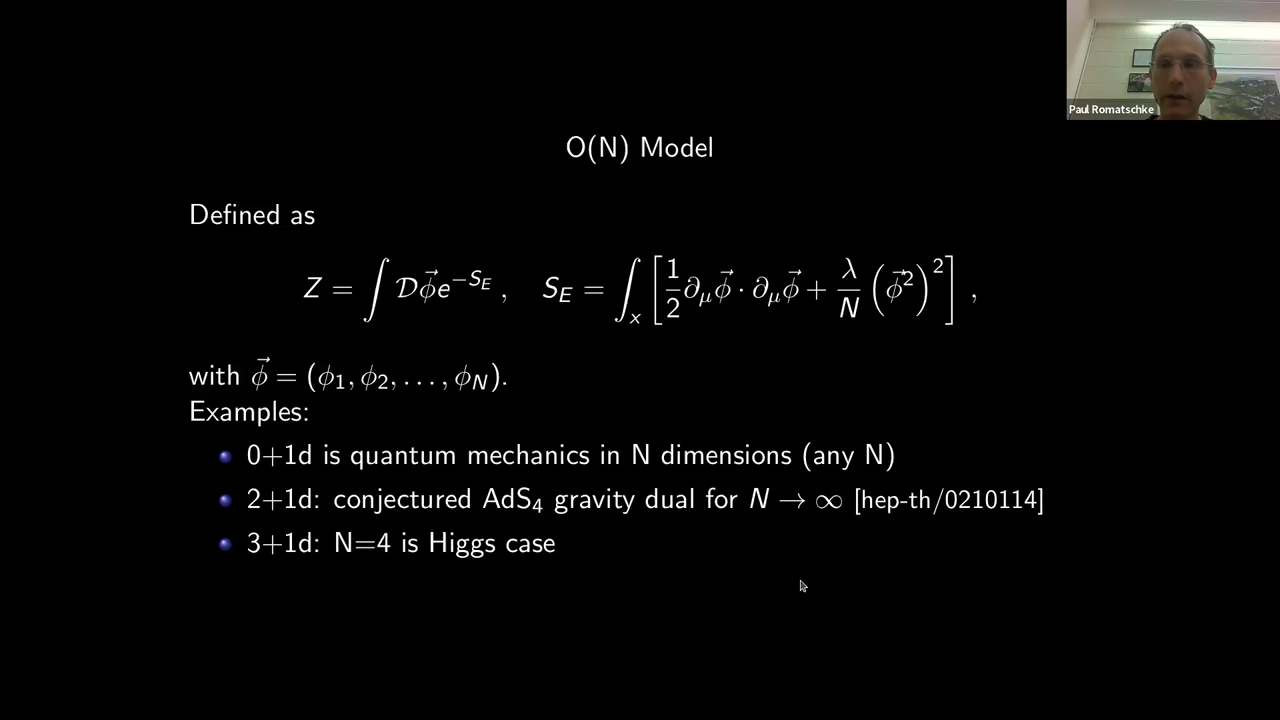 Paul Romatschke
O(N) Model
Defined as
Z = ∫ 𝒟φ⃗ e^{−S_E} , S_E = ∫_x [ 1/2 ∂_μ φ⃗ · ∂_μ φ⃗ + λ/N (φ⃗²)² ] ,
with φ⃗ = (φ₁, φ₂, . . . , φ_N).
Examples:
0+1d is quantum mechanics in N dimensions (any N)
2+1d: conjectured AdS₄ gravity dual for N → ∞ [hep-th/0210114]
3+1d: N=4 is Higgs case